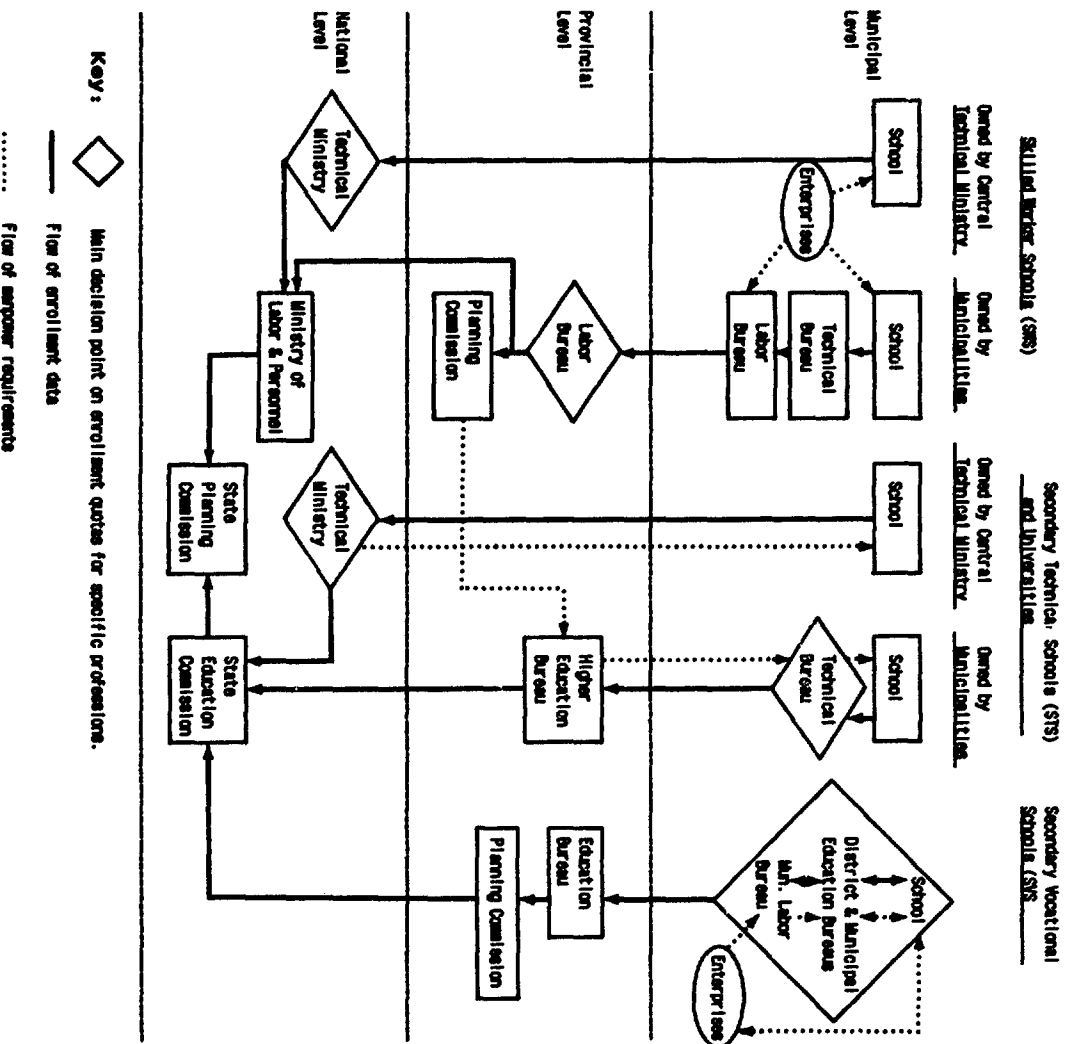 Skilled Worker Schools (SWS)
Secondary Technical Schools (STS)
and Universities
Secondary Vocational
Schools (SVS
Owned by Central
Technical Ministry
Owned by
Municipalities
Owned by Central
Technical Ministry
Owned by
Municipalities
Municipal
Level
School
Enterprises
School
Technical
Bureau
Labor
Bureau
School
School
Technical
Bureau
School
District & Municipal
Education Bureaus
Mun. Labor
Bureau
Enterprises
Provincial
Level
Labor
Bureau
Planning
Commission
Higher
Education
Bureau
Education
Bureau
Planning Commission
National
Level
Technical
Ministry
Ministry of
Labor & Personnel
Technical
Ministry
State
Planning
Commission
State
Education
Commission
Key:
Main decision point on enrollment quotes for specific professions.
Flow of enrollment data
Flow of manpower requirements